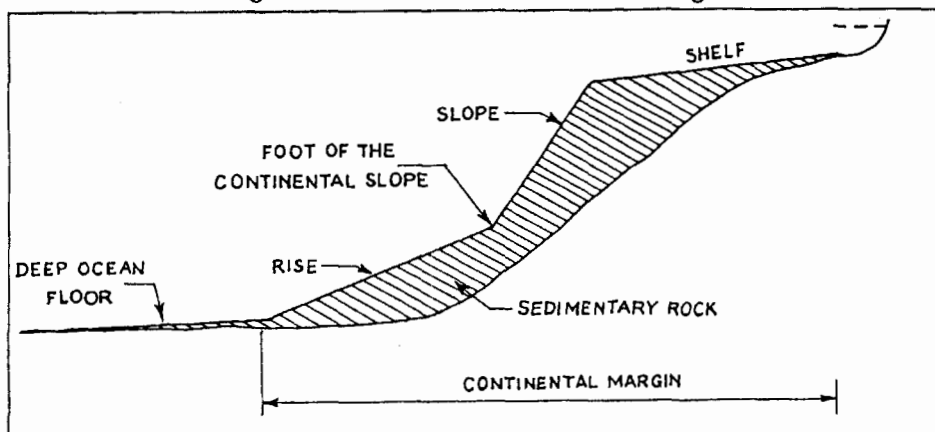 SHELF
SLOPE
FOOT OF THE
CONTINENTAL SLOPE
RISE
DEEP OCEAN
FLOOR
SEDIMENTARY ROCK
CONTINENTAL MARGIN